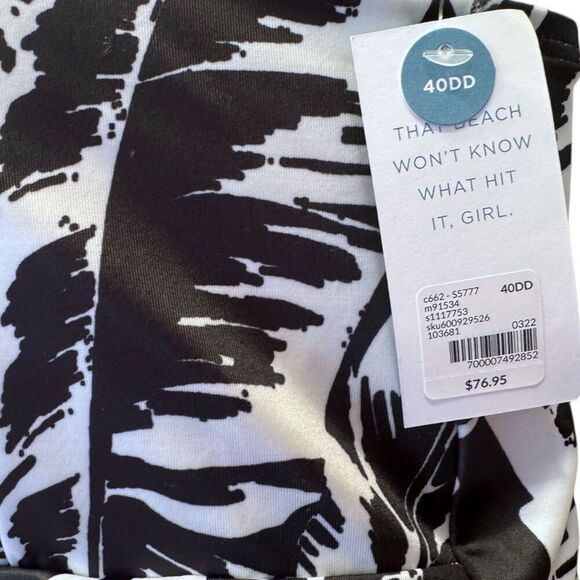 40DD
THAT BEACH
WON'T KNOW
WHAT HIT
IT, GIRL.
c662 - S5777 40DD
m91534
s1117753
sku600929526
103681 0322
700007492852
$76.95